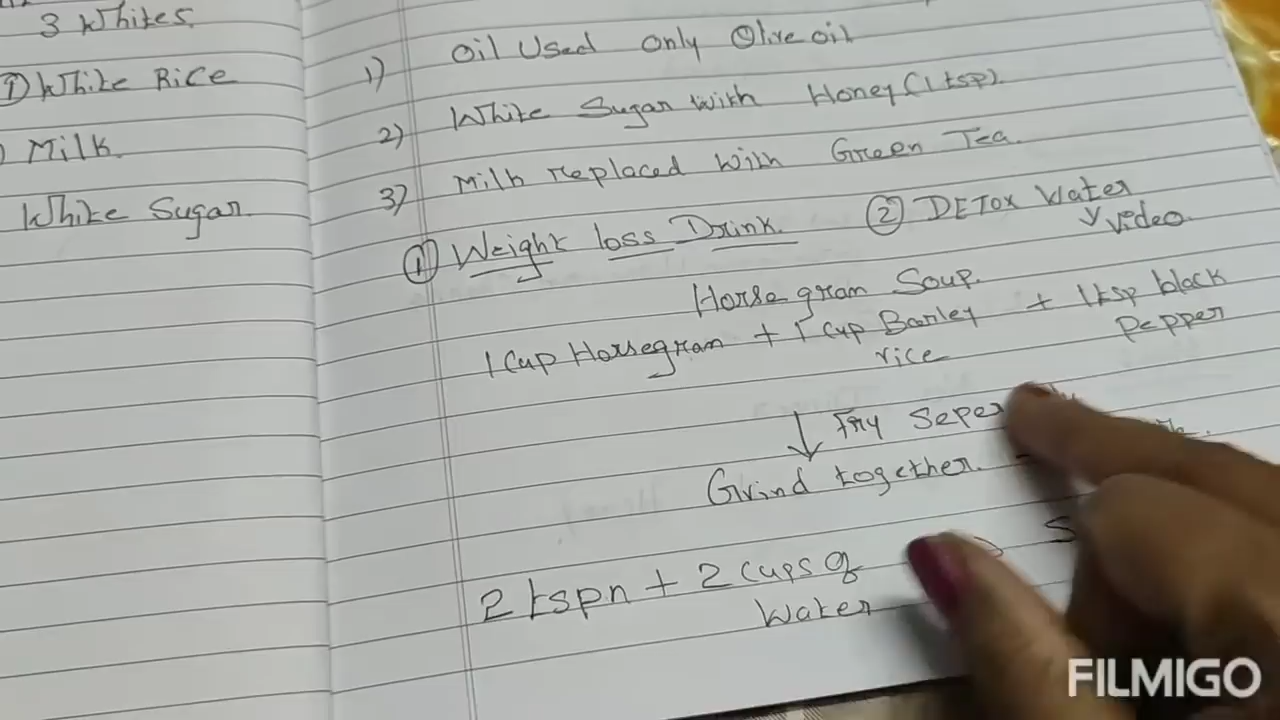 3 Whites
① White Rice
Milk
White Sugar
1) Oil Used Only Olive oil
2) White Sugar with Honey (1 tsp).
3) Milk replaced with Green Tea.
① Weight loss Drink.
② DETOX Water
video
Horse gram Soup.
1 Cup Horsegram + 1 Cup Barley rice + 1 tsp black Pepper
↓ Fry
Grind together.
2 tspn + 2 cups of
Water
FILMIGO